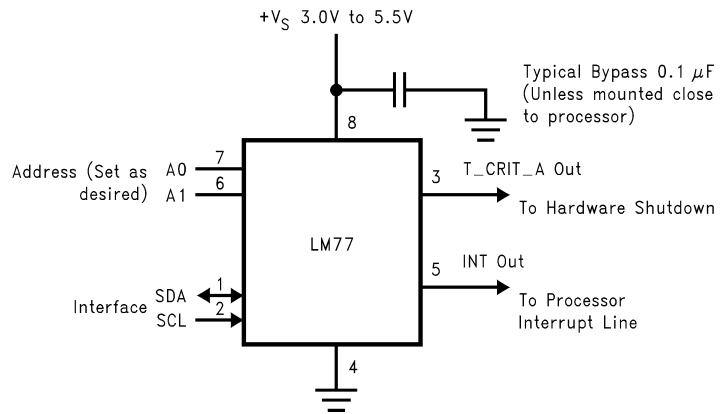 +VS 3.0V to 5.5V
Typical Bypass 0.1 μF
(Unless mounted close
to processor)
8
Address (Set as
desired)
A0
7
A1
6
3
T_CRIT_A Out
To Hardware Shutdown
LM77
5
INT Out
To Processor
Interrupt Line
Interface
SDA
1
SCL
2
4